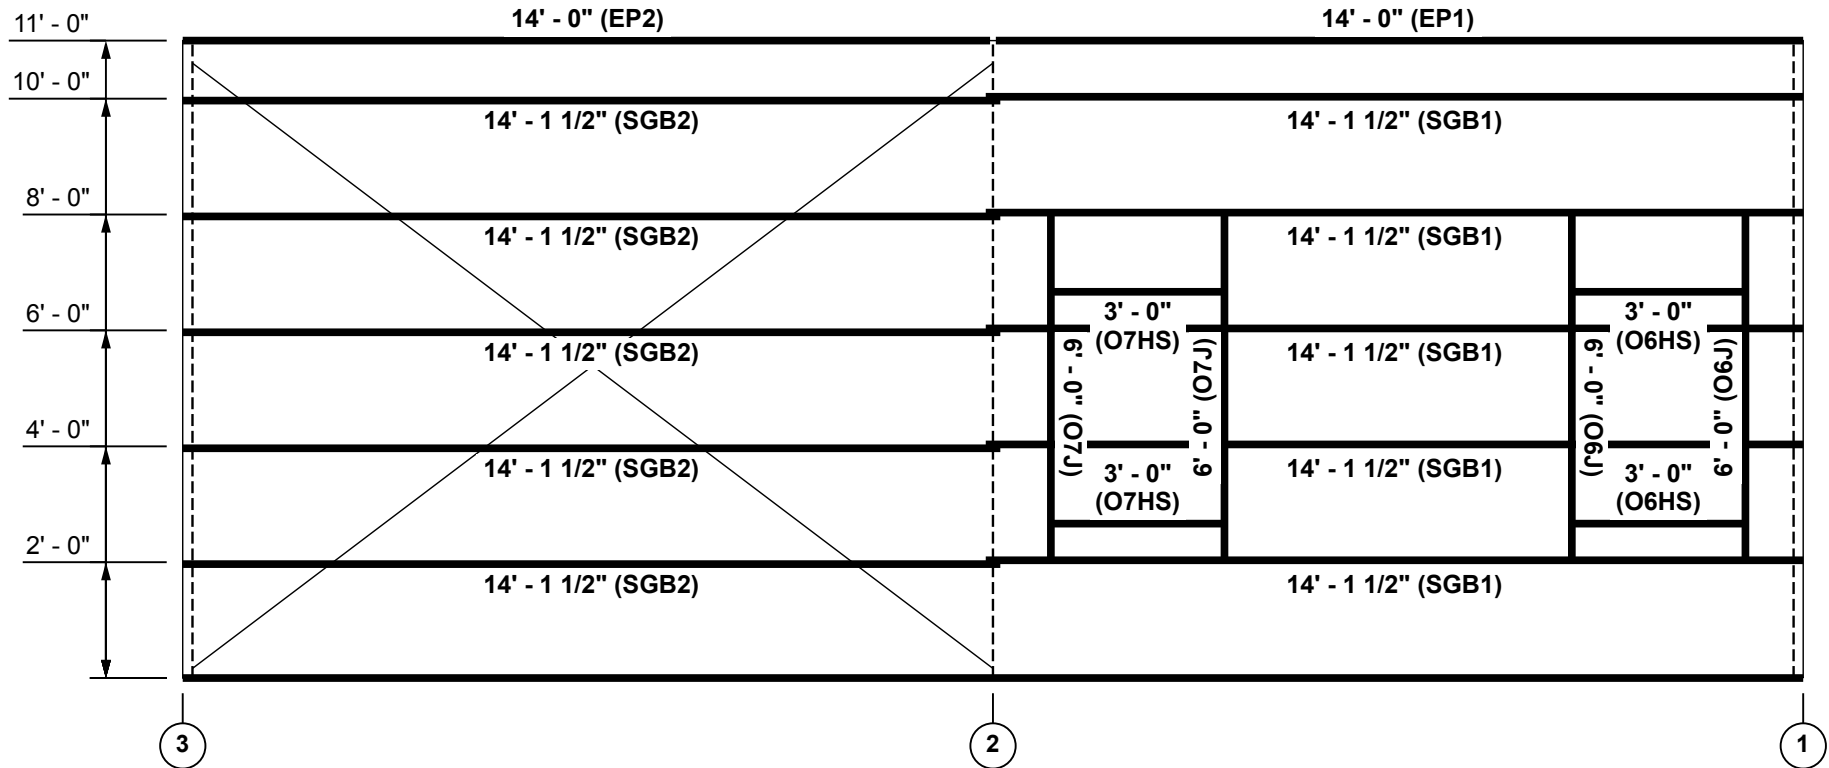 14' - 0" (EP2)
14' - 0" (EP1)
11' - 0"
10' - 0"
14' - 1 1/2" (SGB2)
14' - 1 1/2" (SGB1)
8' - 0"
14' - 1 1/2" (SGB2)
14' - 1 1/2" (SGB1)
6' - 0"
3' - 0"
(O7HS)
3' - 0"
(O6HS)
14' - 1 1/2" (SGB2)
14' - 1 1/2" (SGB1)
6' - 0" (O7J)
6' - 0" (O7J)
6' - 0" (O6J)
6' - 0" (O6J)
4' - 0"
14' - 1 1/2" (SGB2)
14' - 1 1/2" (SGB1)
3' - 0"
(O7HS)
3' - 0"
(O6HS)
2' - 0"
14' - 1 1/2" (SGB2)
14' - 1 1/2" (SGB1)
3
2
1